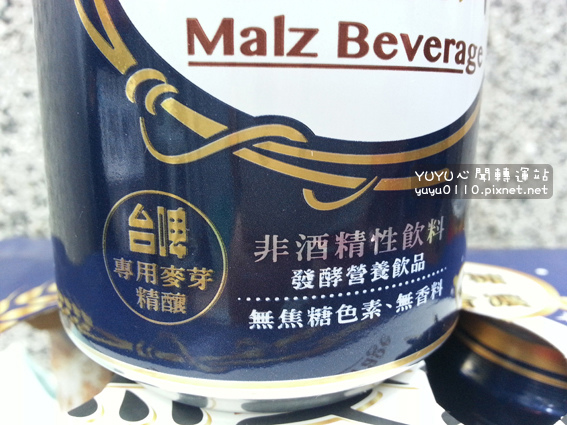 Malz Beverage
YUYU心聞轉運站
yuyu0110.pixnet.net
台啤
專用麥芽
精釀
非酒精性飲料
發酵營養飲品
無焦糖色素、無香料